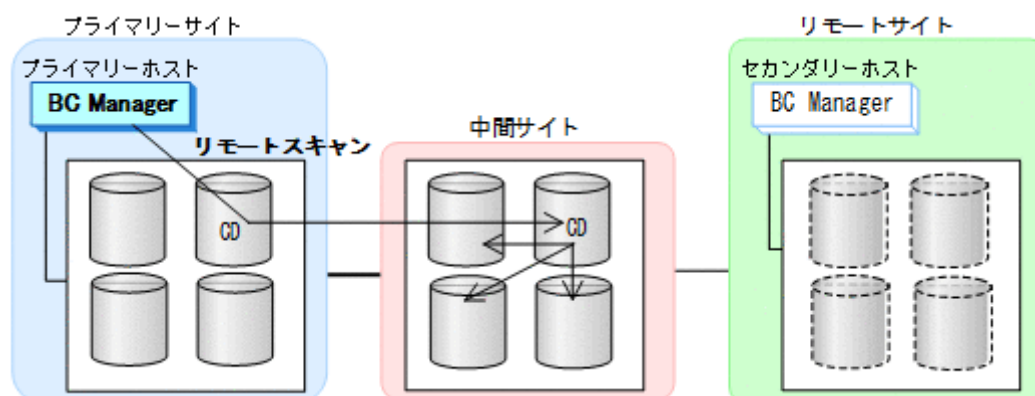 プライマリーサイト
プライマリーホスト
BC Manager
リモートスキャン
CD
中間サイト
CD
リモートサイト
セカンダリーホスト
BC Manager